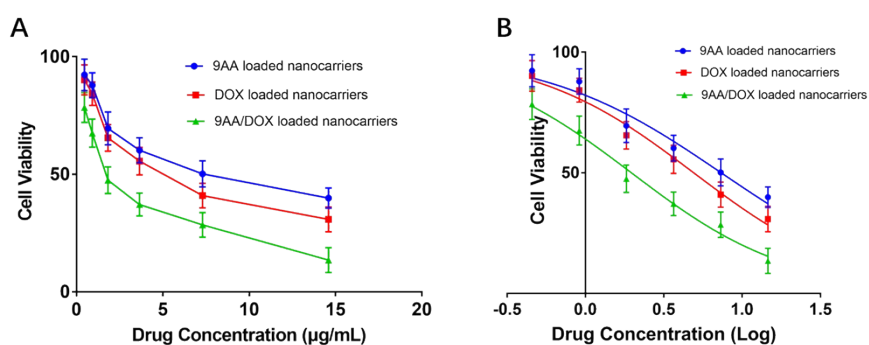 A
B
100
50
0
0
5
10
15
20
Cell Viability
Drug Concentration (µg/mL)
9AA loaded nanocarriers
DOX loaded nanocarriers
9AA/DOX loaded nanocarriers
100
50
-0.5
0.0
0.5
1.0
1.5
Cell Viability
Drug Concentration (Log)
9AA loaded nanocarriers
DOX loaded nanocarriers
9AA/DOX loaded nanocarriers